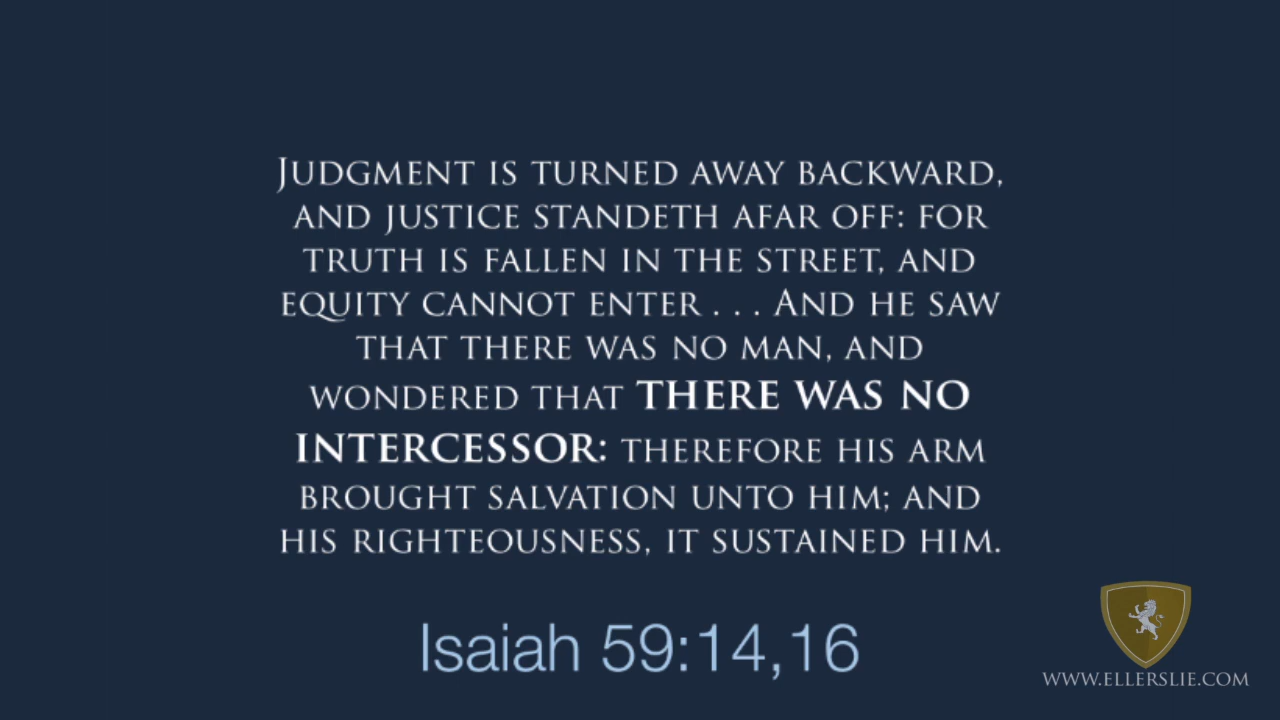 Judgment is turned away backward,
and justice standeth afar off: for
truth is fallen in the street, and
equity cannot enter . . . And he saw
that there was no man, and
wondered that THERE WAS NO
INTERCESSOR: therefore his arm
brought salvation unto him; and
his righteousness, it sustained him.
Isaiah 59:14,16
WWW.ELLERSLIE.COM